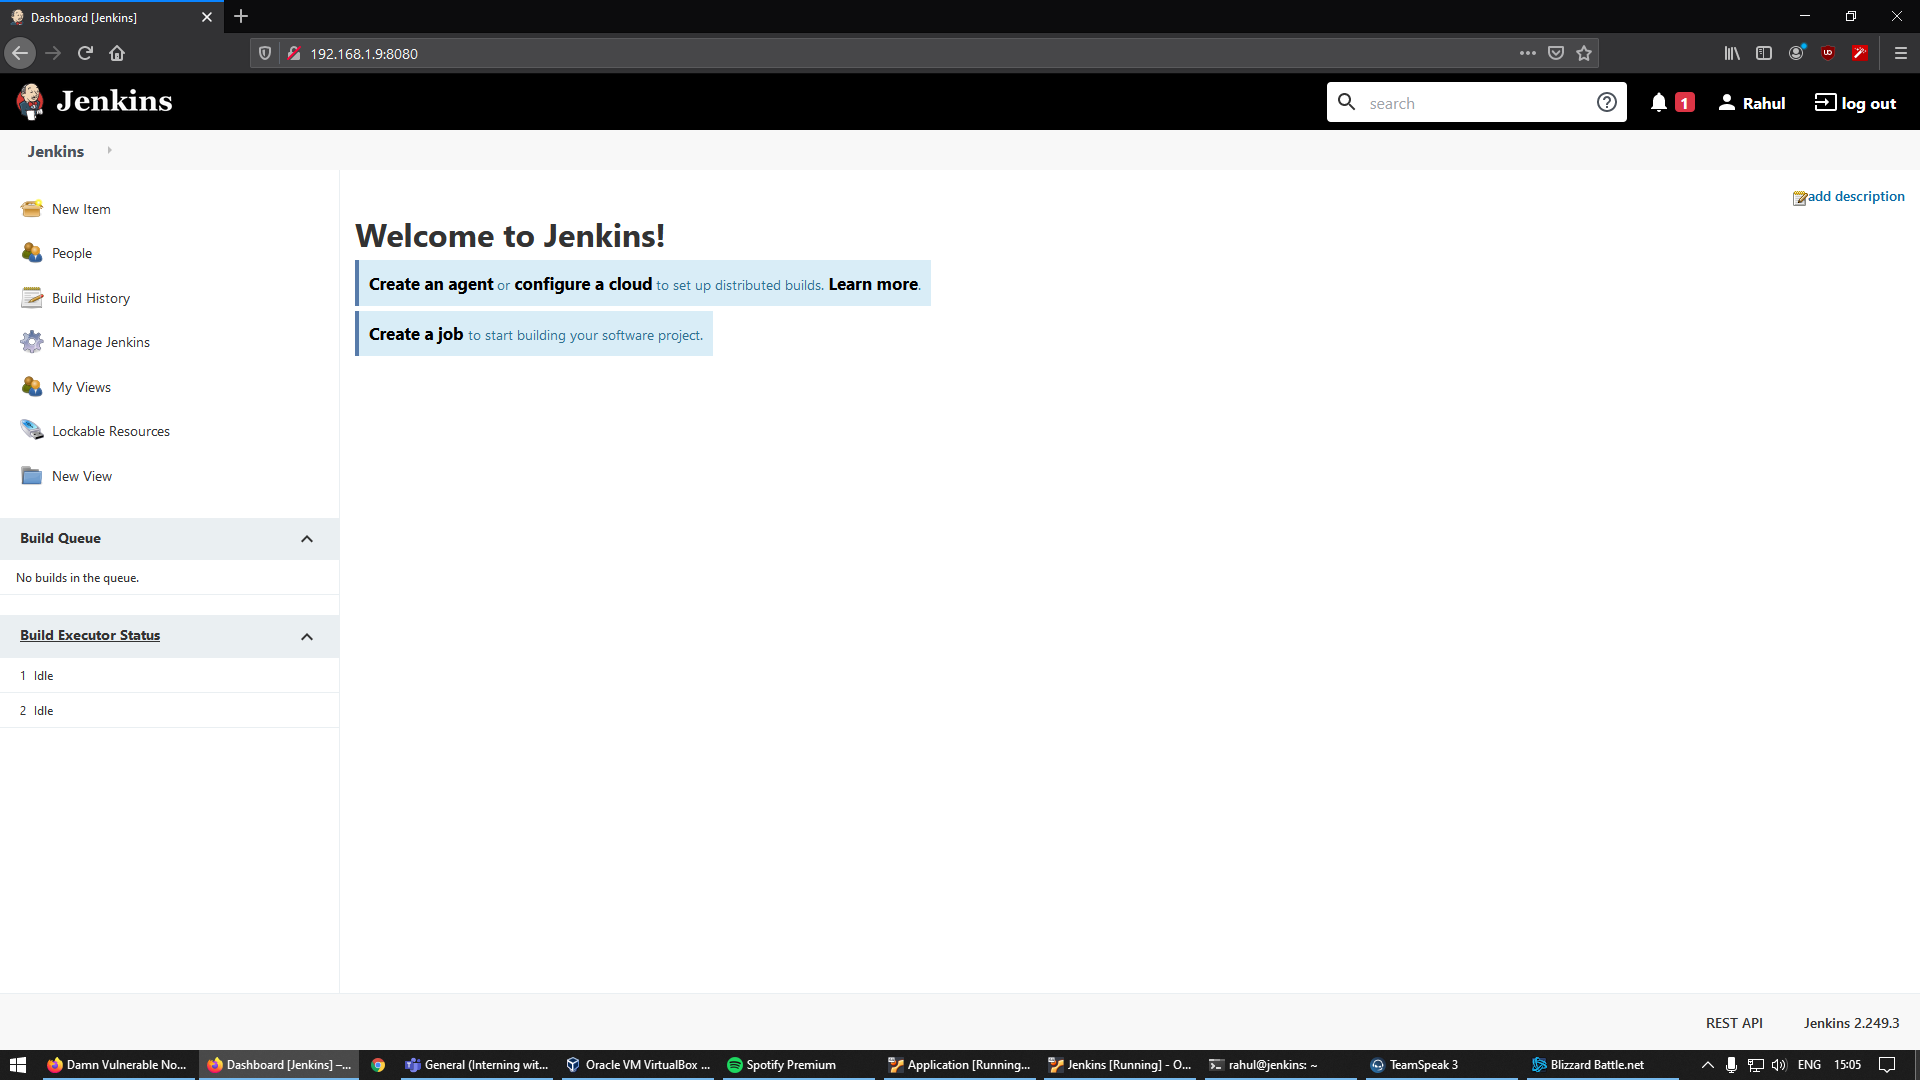 Dashboard [Jenkins]
192.168.1.9:8080
Jenkins
search
1
Rahul
log out
Jenkins
New Item
People
Build History
Manage Jenkins
My Views
Lockable Resources
New View
Build Queue
No builds in the queue.
Build Executor Status
1 Idle
2 Idle
add description
Welcome to Jenkins!
Create an agent or configure a cloud to set up distributed builds. Learn more.
Create a job to start building your software project.
REST API
Jenkins 2.249.3
Damn Vulnerable No...
Dashboard [Jenkins] —...
General (Interning wit...
Oracle VM VirtualBox ...
Spotify Premium
Application [Running...
Jenkins [Running] - O...
rahul@jenkins: ~
TeamSpeak 3
Blizzard Battle.net
ENG
15:05